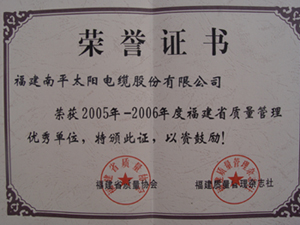 荣誉证书
福建南平太阳电缆股份有限公司
荣获2005年-2006年度福建省质量管理
优秀单位，特颁此证，以资鼓励！
福建省质量协会
福建质量管理杂志社